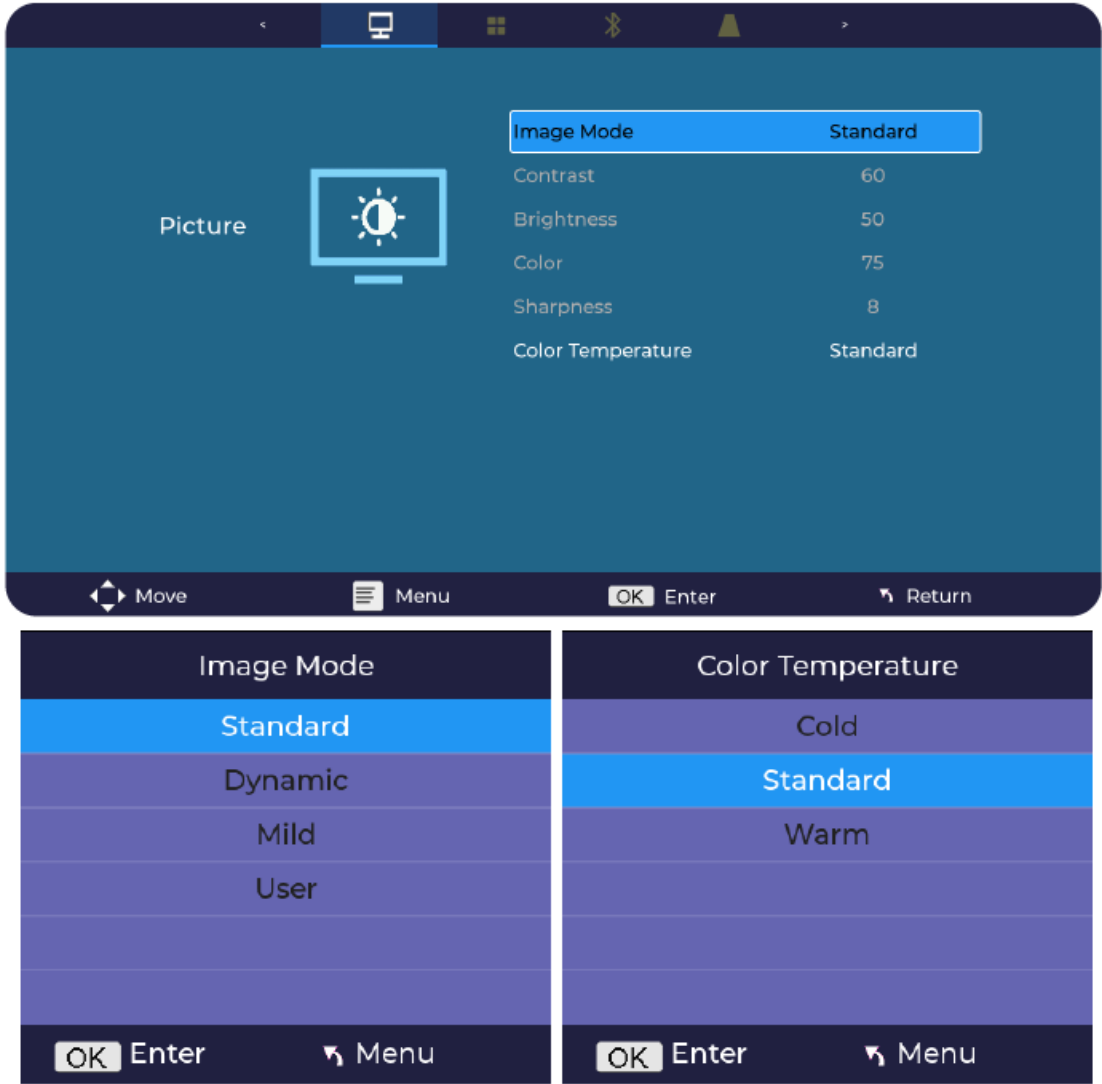 < >
Picture
Image Mode Standard
Contrast 60
Brightness 50
Color 75
Sharpness 8
Color Temperature Standard
Move Menu OK Enter Return
Image Mode
Standard
Dynamic
Mild
User
OK Enter Menu
Color Temperature
Cold
Standard
Warm
OK Enter Menu